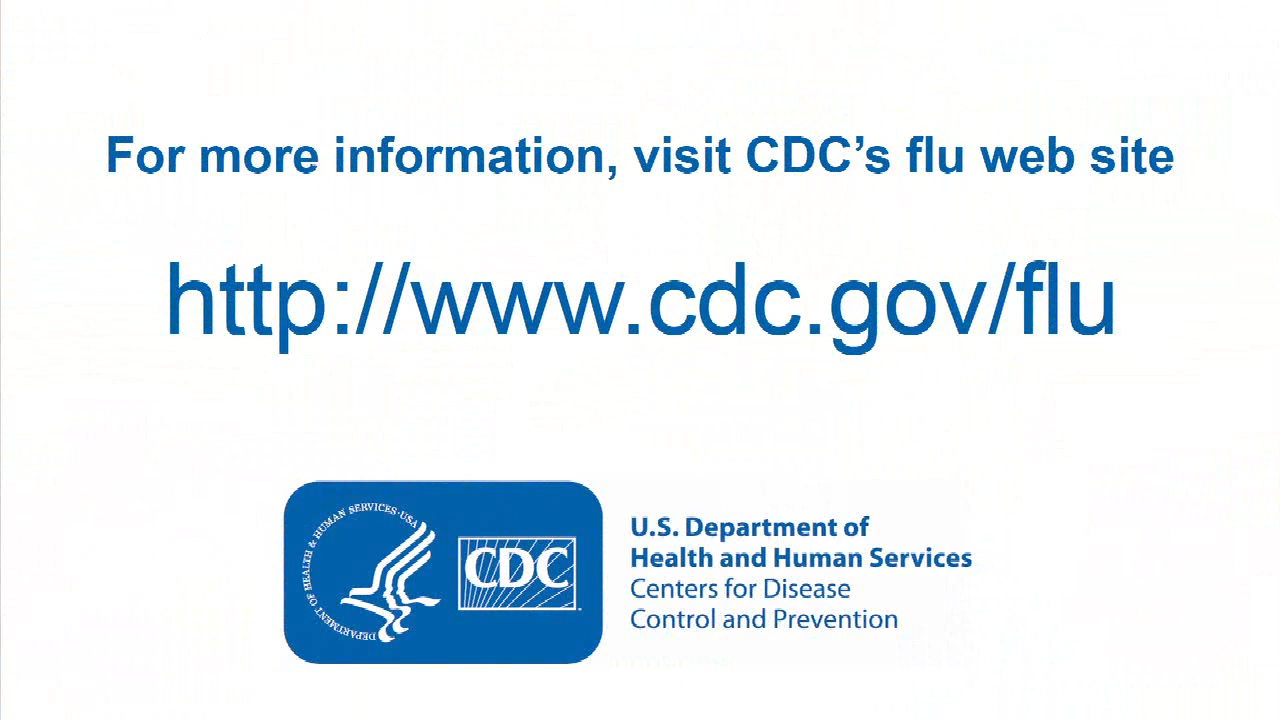 For more information, visit CDC’s flu web site
http://www.cdc.gov/flu
DEPARTMENT OF HEALTH & HUMAN SERVICES·USA
CDC
U.S. Department of
Health and Human Services
Centers for Disease
Control and Prevention